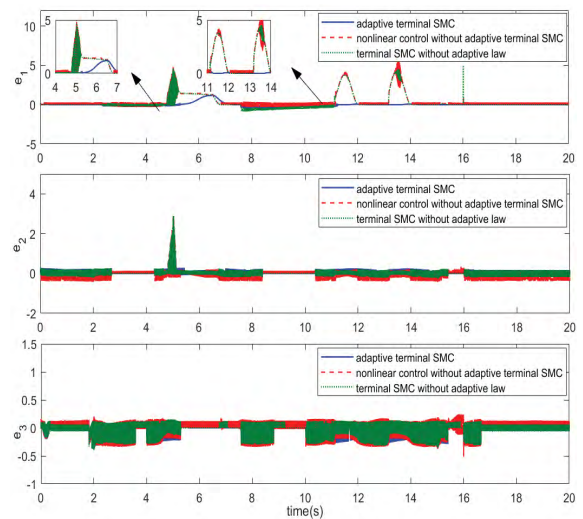 5
0
4 5 6 7
5
0
11 12 13 14
adaptive terminal SMC
nonlinear control without adaptive terminal SMC
terminal SMC without adaptive law
10
5
0
-5
e1
0 2 4 6 8 10 12 14 16 18 20
adaptive terminal SMC
nonlinear control without adaptive terminal SMC
terminal SMC without adaptive law
4
2
0
-2
e2
0 2 4 6 8 10 12 14 16 18 20
adaptive terminal SMC
nonlinear control without adaptive terminal SMC
terminal SMC without adaptive law
1.5
1
0.5
0
-0.5
-1
e3
0 2 4 6 8 10 12 14 16 18 20
time(s)